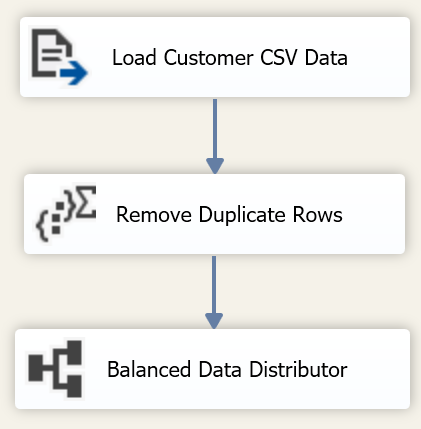 Load Customer CSV Data
Remove Duplicate Rows
Balanced Data Distributor